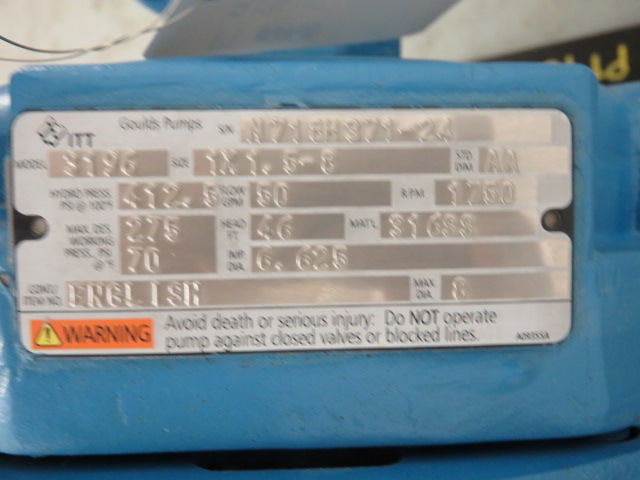 ITT Goulds Pumps S/N N718H371-2A
MODEL 3196 SIZE 1X1.5-8 STD. DIM. AA
HYDRO PRESS. PSI @ 100°F 412.5 FLOW GPM 50 R.P.M. 1750
MAX. DES. WORKING PRESS. PSI @ °F 275 HEAD FT. 46 MAT'L. 316SS
70 IMP. DIA. 6.625
CONT./ ITEM NO. ENGLISH MAX DIA. 8
WARNING Avoid death or serious injury: Do NOT operate
pump against closed valves or blocked lines.